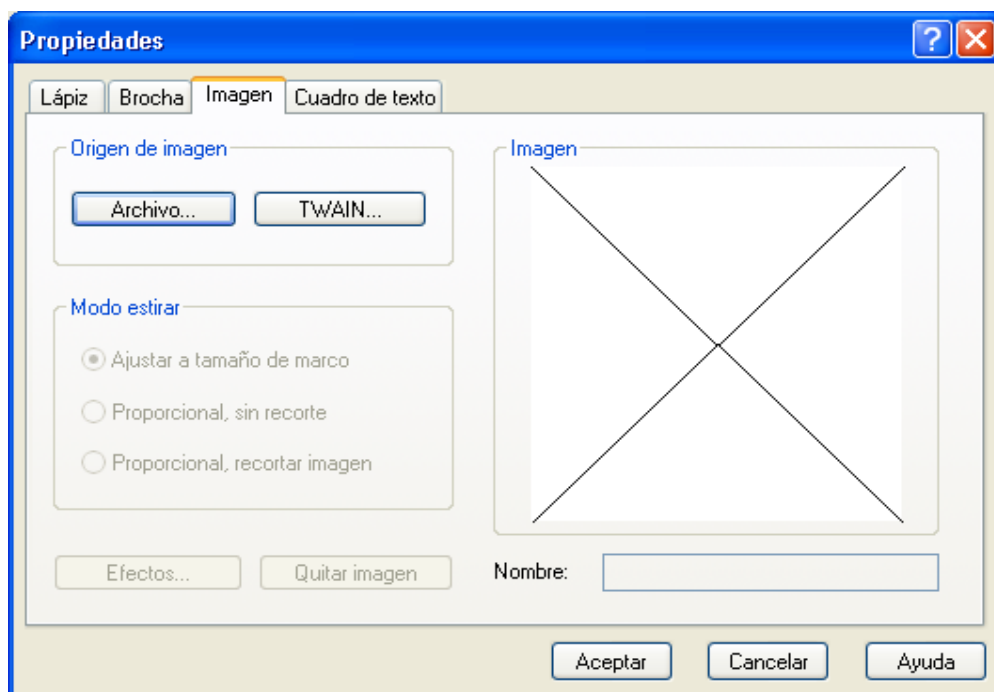 Propiedades
Lápiz Brocha Imagen Cuadro de texto
Origen de imagen
Archivo... TWAIN...
Modo estirar
Ajustar a tamaño de marco
Proporcional, sin recorte
Proporcional, recortar imagen
Efectos... Quitar imagen
Imagen
Nombre:
Aceptar Cancelar Ayuda